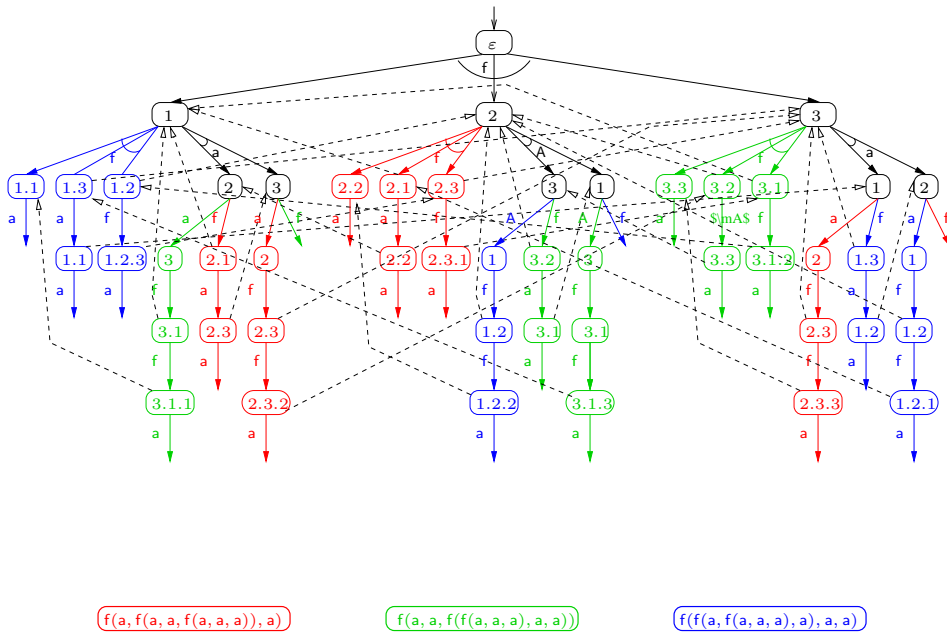 ε
f
1 2 3
f a f A f a
1.1 1.3 1.2 2 3 2.2 2.1 2.3 3 1 3.3 3.2 3.1 1 2
a a f a f a f a a f A f A f a $\mA$ f a f a f
1.1 1.2.3 3 2.1 2 2.2 2.3.1 1 3.2 3 3.3 3.1.2 2 1.3 1
a a f a f a a f a f a a f a f
3.1 2.3 2.3 1.2 3.1 3.1 2.3 1.2 1.2
f a f f a f f a f
3.1.1 2.3.2 1.2.2 3.1.3 2.3.3 1.2.1
a a a a a a
f(a, f(a, a, f(a, a, a)), a) f(a, a, f(f(a, a, a), a, a)) f(f(a, f(a, a, a), a), a, a)